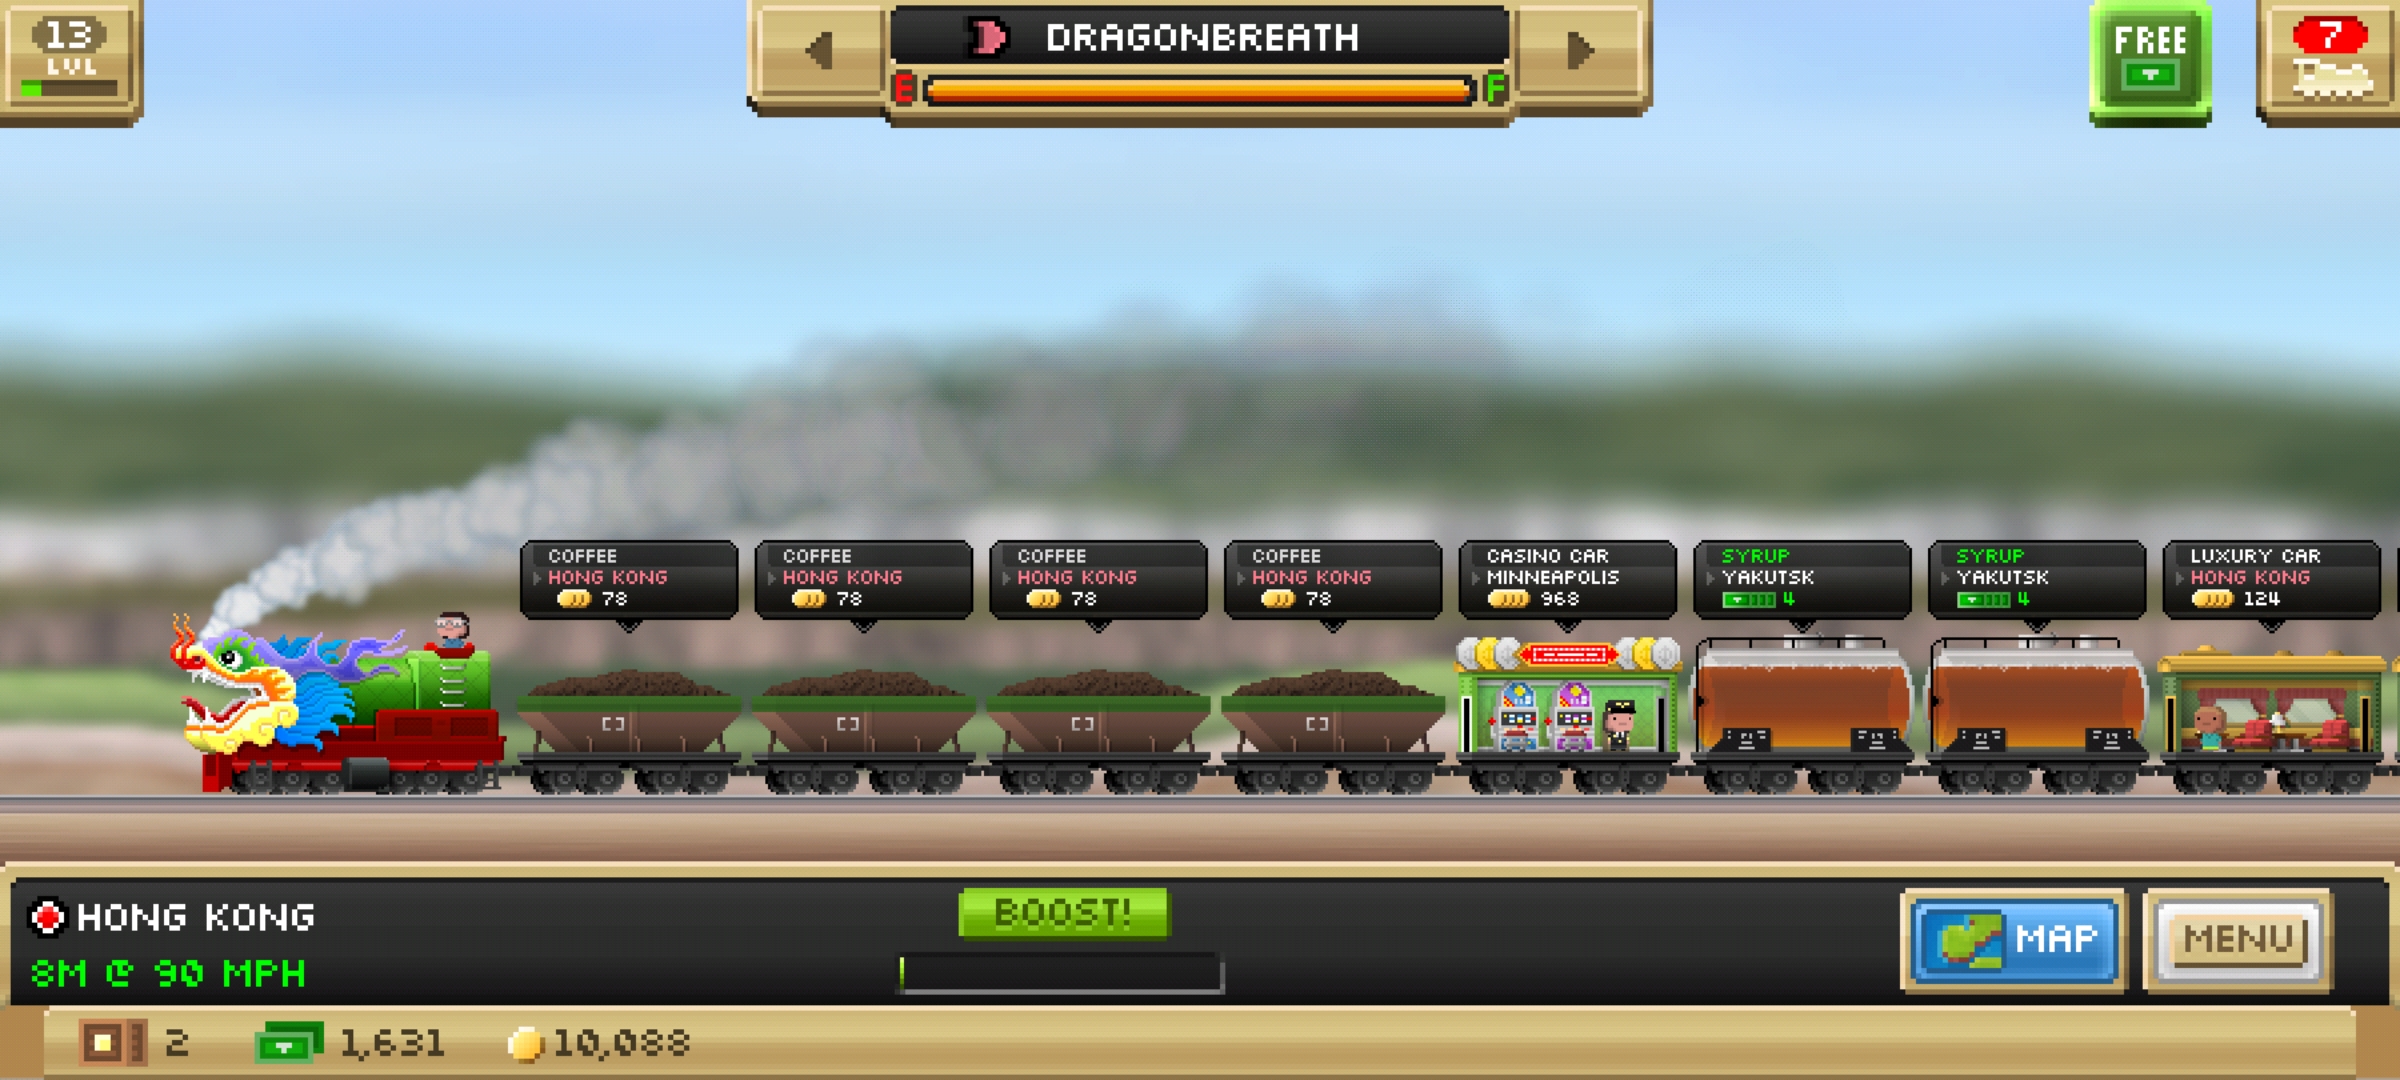 13
LVL
DRAGONBREATH
E
F
FREE
7
COFFEE
HONG KONG
78
COFFEE
HONG KONG
78
COFFEE
HONG KONG
78
COFFEE
HONG KONG
78
CASINO CAR
MINNEAPOLIS
968
SYRUP
YAKUTSK
4
SYRUP
YAKUTSK
4
LUXURY CAR
HONG KONG
124
HONG KONG
8M @ 90 MPH
BOOST!
MAP
MENU
2
1,631
10,088